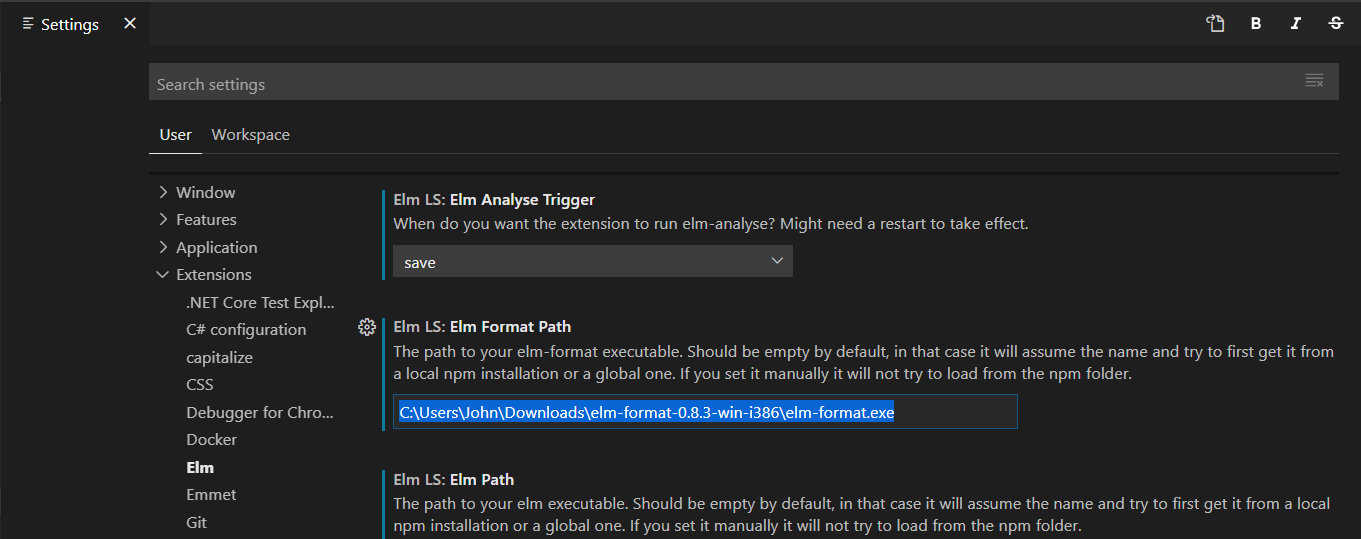 Settings
B I S
Search settings
User Workspace
Window
Features
Application
Extensions
.NET Core Test Expl...
C# configuration
capitalize
CSS
Debugger for Chro...
Docker
Elm
Emmet
Git
Elm LS: Elm Analyse Trigger
When do you want the extension to run elm-analyse? Might need a restart to take effect.
save
Elm LS: Elm Format Path
The path to your elm-format executable. Should be empty by default, in that case it will assume the name and try to first get it from
a local npm installation or a global one. If you set it manually it will not try to load from the npm folder.
C:\Users\John\Downloads\elm-format-0.8.3-win-i386\elm-format.exe
Elm LS: Elm Path
The path to your elm executable. Should be empty by default, in that case it will assume the name and try to first get it from a local
npm installation or a global one. If you set it manually it will not try to load from the npm folder.